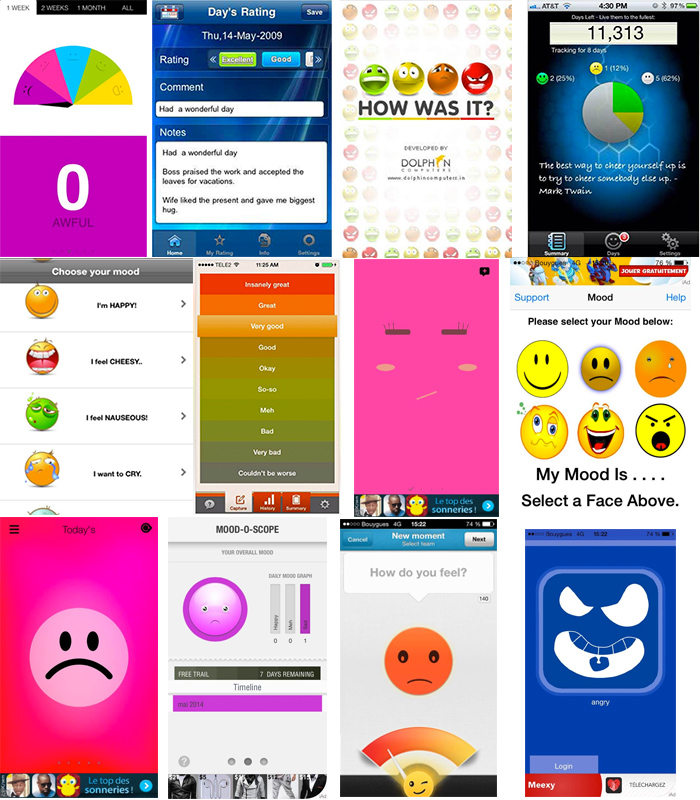 1 WEEK 2 WEEKS 1 MONTH ALL
0
AWFUL
Day's Rating Save
Thu,14-May-2009
Rating « Excellent Good »
Comment
Had a wonderful day
Notes
Had a wonderful day
Boss praised the work and accepted the
leaves for vacations.
Wife liked the present and gave me biggest
hug.
Home My Rating Info Settings
HOW WAS IT?
DEVELOPED BY
DOLPHIN
COMPUTERS
www.dolphincomputerz.in
AT&T 4:30 PM 97%
Days Left - Live them to the fullest:
11,313
Tracking for 8 days
1 (12%)
2 (25%) 5 (62%)
The best way to cheer yourself up is
to try to cheer somebody else up. -
Mark Twain
Summary Days Settings
Choose your mood
I'm HAPPY!
I feel CHEESY..
I feel NAUSEOUS!
I want to CRY.
TELE2 11:25 AM
Insanely great
Great
Very good
Good
Okay
So-so
Meh
Bad
Very bad
Couldn't be worse
Capture History Summary
Le top des
sonneries !
Bouygues 4G 76 %
JOUER GRATUITEMENT
iAd
Support Mood Help
Please select your Mood below:
My Mood Is . . . .
Select a Face Above.
Today's
Le top des
sonneries !
iAd
MOOD-O-SCOPE
YOUR OVERALL MOOD
DAILY MOOD GRAPH
Happy Meh Sad
0 0 1
FREE TRAIL 7 DAYS REMAINING
Timeline
mai 2014
iAd
Bouygues 4G 15:22 74 %
Cancel New moment Next
Select team
How do you feel?
140
Bouygues 4G 15:22 74 %
angry
Login
Meexy TÉLÉCHARGEZ
iAd